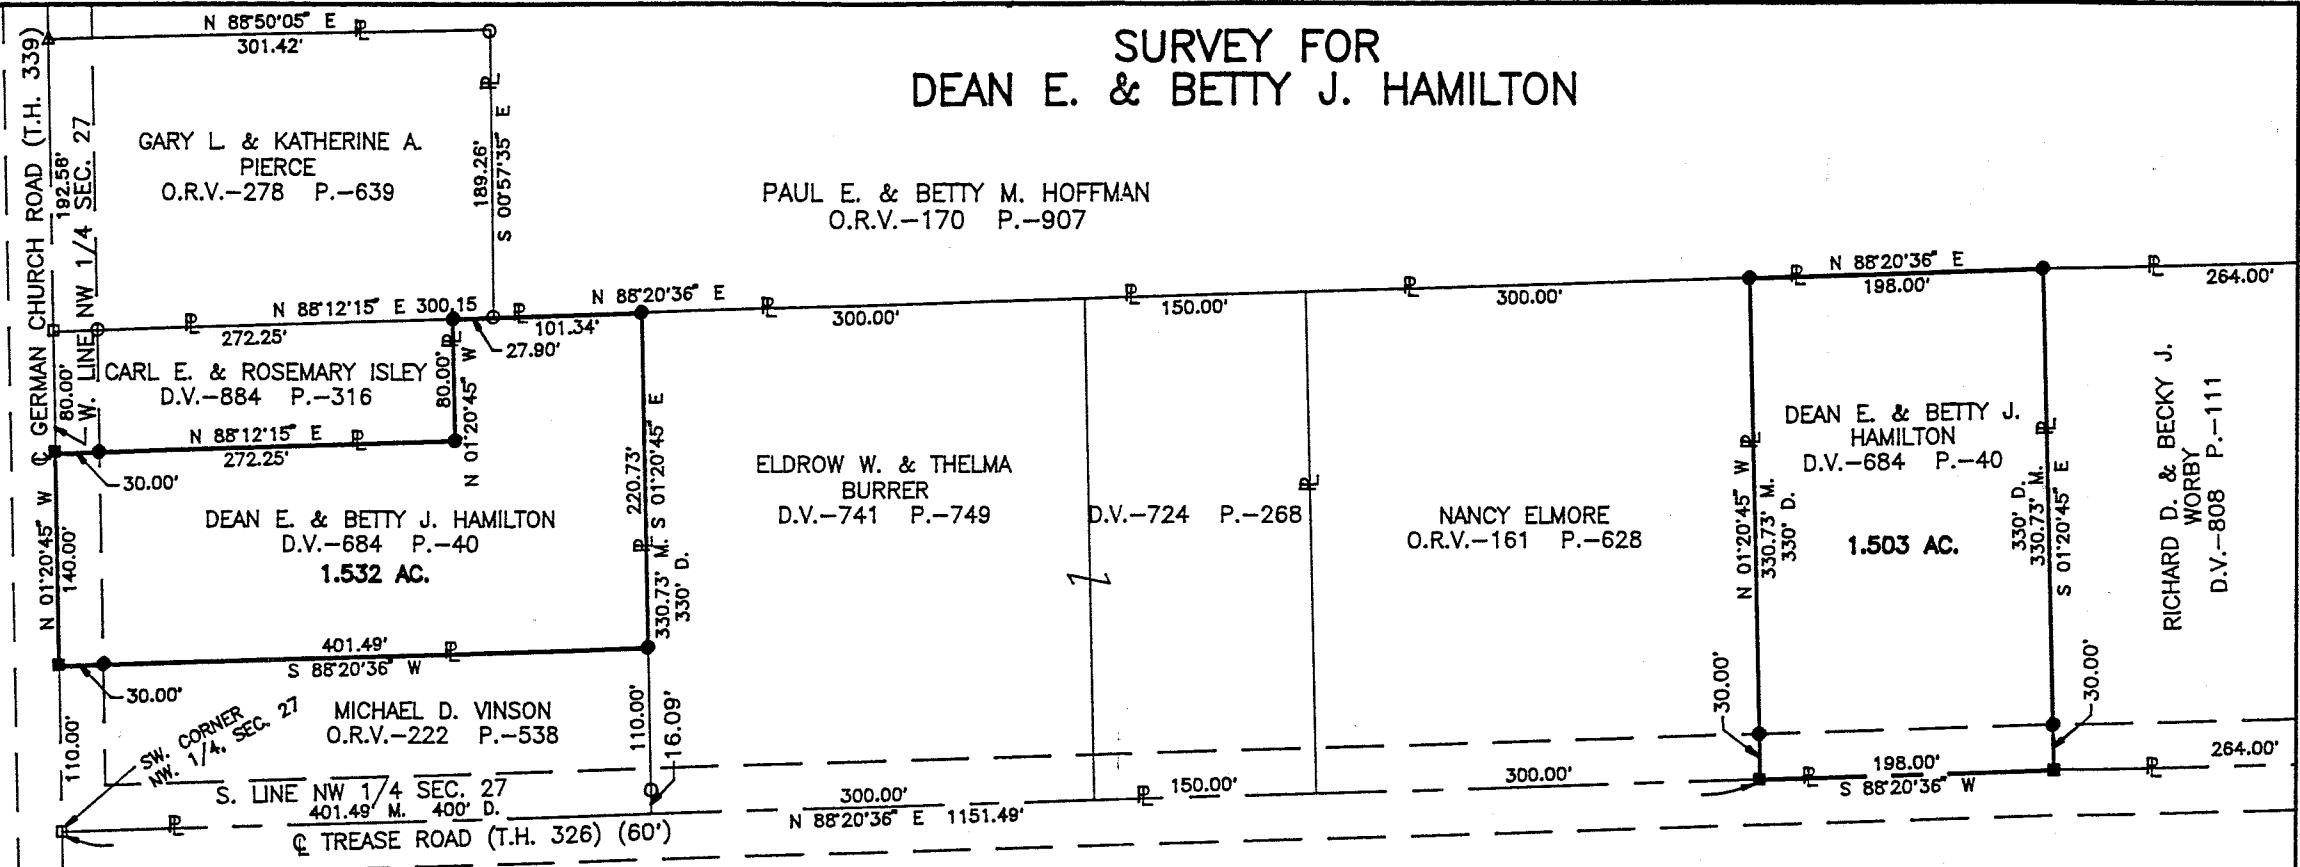 SURVEY FOR
DEAN E. & BETTY J. HAMILTON
N 88°50'05" E
301.42'
℄ GERMAN CHURCH ROAD (T.H. 339)
192.58'
W. LINE NW 1/4 SEC. 27
GARY L. & KATHERINE A.
PIERCE
O.R.V.-278 P.-639
189.26'
S 00°57'35" E
PAUL E. & BETTY M. HOFFMAN
O.R.V.-170 P.-907
N 88°12'15" E 300.15
272.25'
27.90'
N 88°20'36" E
101.34'
300.00'
150.00'
300.00'
N 88°20'36" E
198.00'
264.00'
80.00'
CARL E. & ROSEMARY ISLEY
D.V.-884 P.-316
80.00'
N 01°20'45" W
N 88°12'15" E
272.25'
30.00'
N 01°20'45" W
140.00'
DEAN E. & BETTY J. HAMILTON
D.V.-684 P.-40
1.532 AC.
220.73'
330.73' M. S 01°20'45" E
330' D.
ELDROW W. & THELMA
BURRER
D.V.-741 P.-749
D.V.-724 P.-268
NANCY ELMORE
O.R.V.-161 P.-628
N 01°20'45" W
330.73' M.
330' D.
DEAN E. & BETTY J.
HAMILTON
D.V.-684 P.-40
1.503 AC.
330' D.
330.73' M.
S 01°20'45" E
RICHARD D. & BECKY J.
WORBY
D.V.-808 P.-111
401.49'
S 88°20'36" W
30.00'
110.00'
SW. CORNER
NW. 1/4, SEC. 27
MICHAEL D. VINSON
O.R.V.-222 P.-538
110.00'
16.09'
30.00'
30.00'
S. LINE NW 1/4 SEC. 27
401.49' M. 400' D.
℄ TREASE ROAD (T.H. 326) (60')
300.00'
N 88°20'36" E 1151.49'
150.00'
300.00'
198.00'
S 88°20'36" W
264.00'